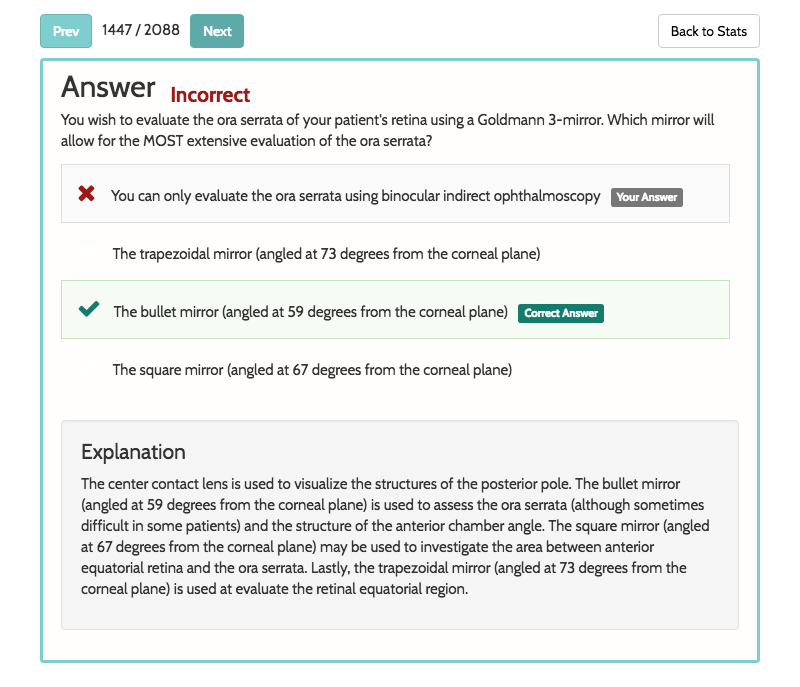 Prev 1447 / 2088 Next Back to Stats
Answer Incorrect
You wish to evaluate the ora serrata of your patient's retina using a Goldmann 3-mirror. Which mirror will
allow for the MOST extensive evaluation of the ora serrata?
You can only evaluate the ora serrata using binocular indirect ophthalmoscopy Your Answer
The trapezoidal mirror (angled at 73 degrees from the corneal plane)
The bullet mirror (angled at 59 degrees from the corneal plane) Correct Answer
The square mirror (angled at 67 degrees from the corneal plane)
Explanation
The center contact lens is used to visualize the structures of the posterior pole. The bullet mirror
(angled at 59 degrees from the corneal plane) is used to assess the ora serrata (although sometimes
difficult in some patients) and the structure of the anterior chamber angle. The square mirror (angled
at 67 degrees from the corneal plane) may be used to investigate the area between anterior
equatorial retina and the ora serrata. Lastly, the trapezoidal mirror (angled at 73 degrees from the
corneal plane) is used at evaluate the retinal equatorial region.